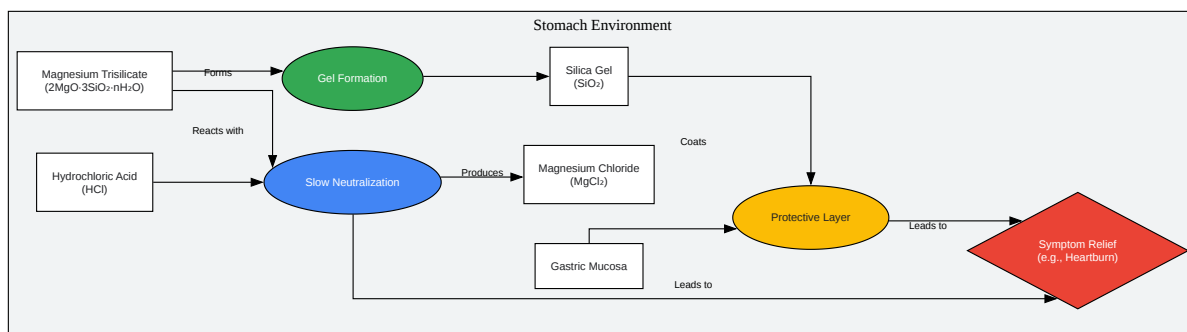 Stomach Environment
Magnesium Trisilicate
(2MgO·3SiO₂·nH₂O)
Forms
Gel Formation
Silica Gel
(SiO₂)
Reacts with
Coats
Hydrochloric Acid
(HCl)
Slow Neutralization
Produces
Magnesium Chloride
(MgCl₂)
Protective Layer
Leads to
Symptom Relief
(e.g., Heartburn)
Gastric Mucosa
Leads to